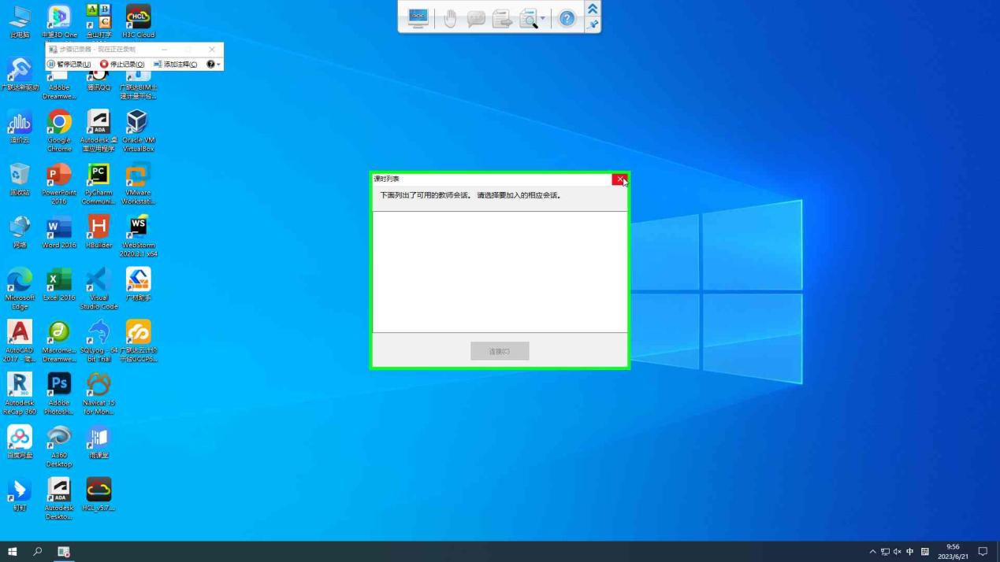 此电脑
中望3D One
金山打字
H3C Cloud
步骤记录器 - 现在正在录制
暂停记录(U)
停止记录(O)
添加注释(C)
广联达新驱动
Adobe
Dreamwe...
腾讯QQ
广联达BIM土
建计量平台...
造价云
Google
Chrome
Autodesk 桌
面应用程序
Oracle VM
VirtualBox
回收站
PowerPoint
2016
PyCharm
Communi...
VMware
Workstati...
网络
Word 2016
HBuilder
WebStorm
2020.3.1 x64
Microsoft
Edge
Excel 2016
Visual
Studio Code
广材助手
AutoCAD
2017 - 简...
Macrome...
Dreamwe...
SQLyog - 64
bit Trial
广联达云计价
平台GCCP6...
Autodesk
ReCap 360
Adobe
Photosh...
Navicat 15
for Mon...
百度网盘
A360
Desktop
雨课堂
钉钉
Autodesk
Deskto...
HCL_v5.7....
课时列表
下面列出了可用的教师会话。 请选择要加入的相应会话。
连接(C)
中
9:56
2023/6/21